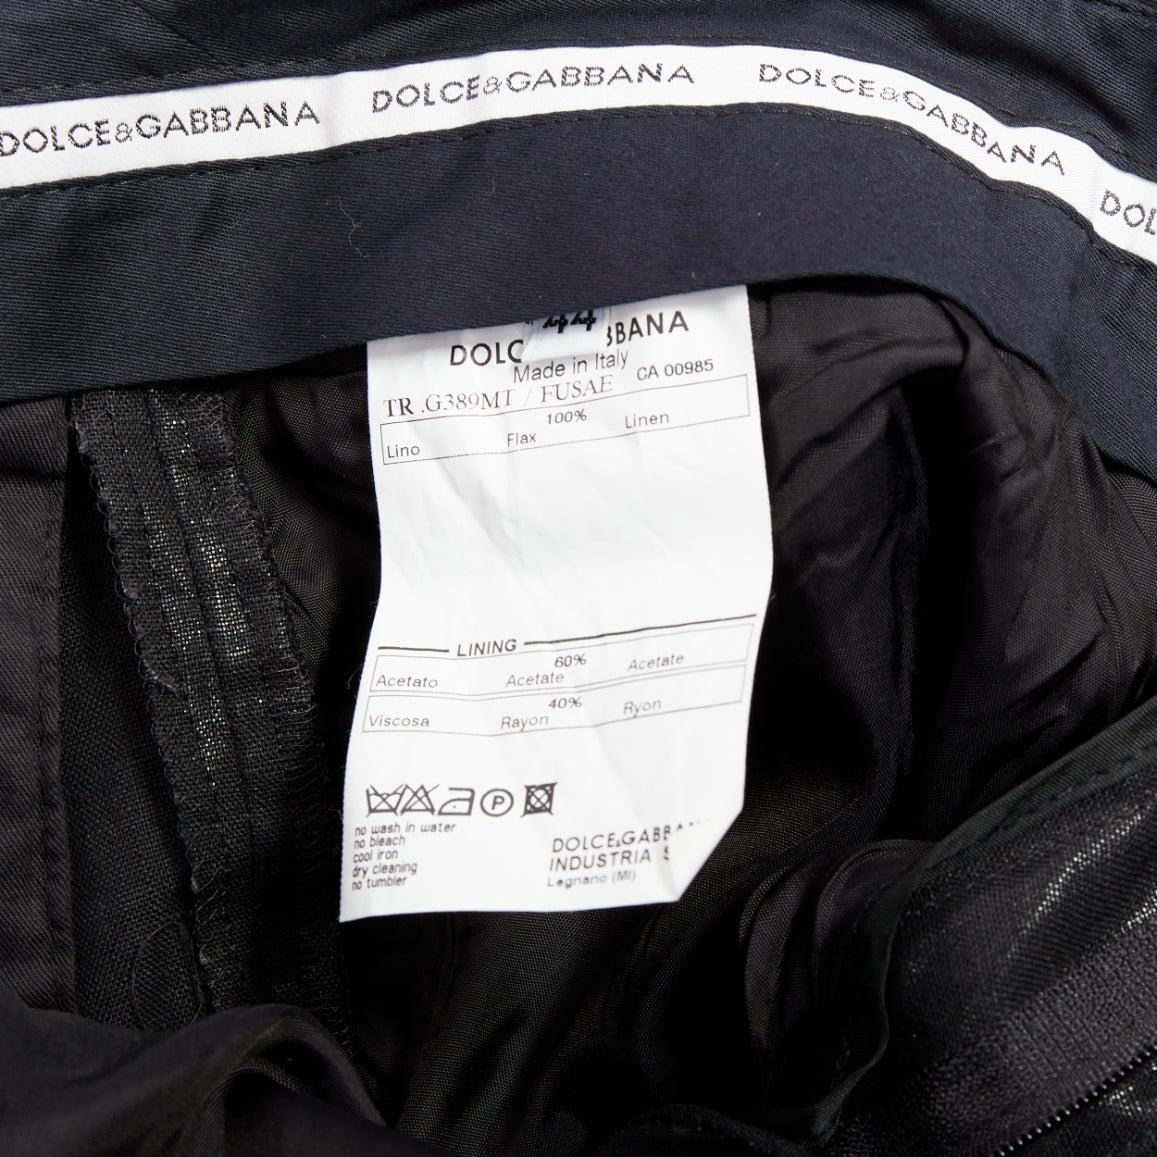 DOLCE&GABBANA DOLCE&GABBANA DOLCE&GABBANA DOL
44
DOLC BBANA
Made in Italy
CA 00985
TR .G389MT / FUSAE
100%
Lino Flax Linen
LINING
60%
Acetato Acetate Acetate
40%
Viscosa Rayon Ryon
P
no wash in water
no bleach
cool iron
dry cleaning
no tumbler
DOLCE&GABBAN
INDUSTRIA S
Legnano (MI)